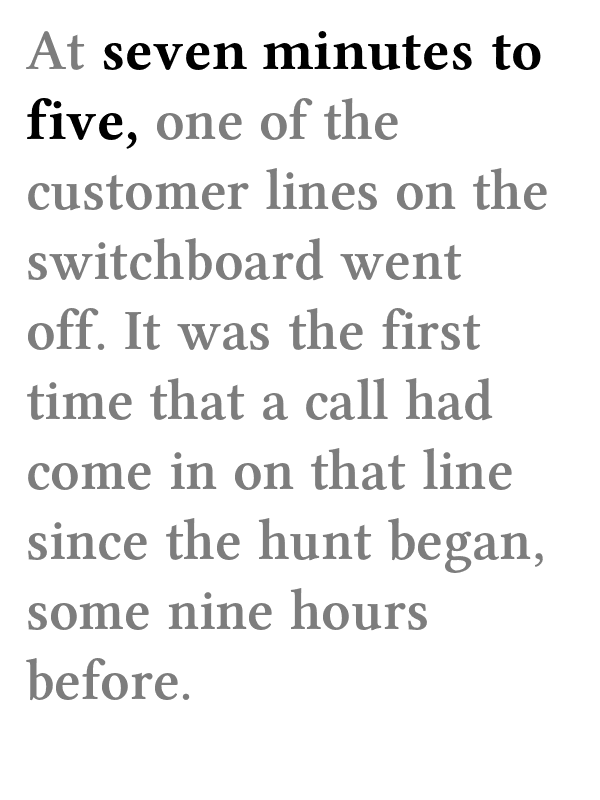 At seven minutes to
five, one of the
customer lines on the
switchboard went
off. It was the first
time that a call had
come in on that line
since the hunt began,
some nine hours
before.